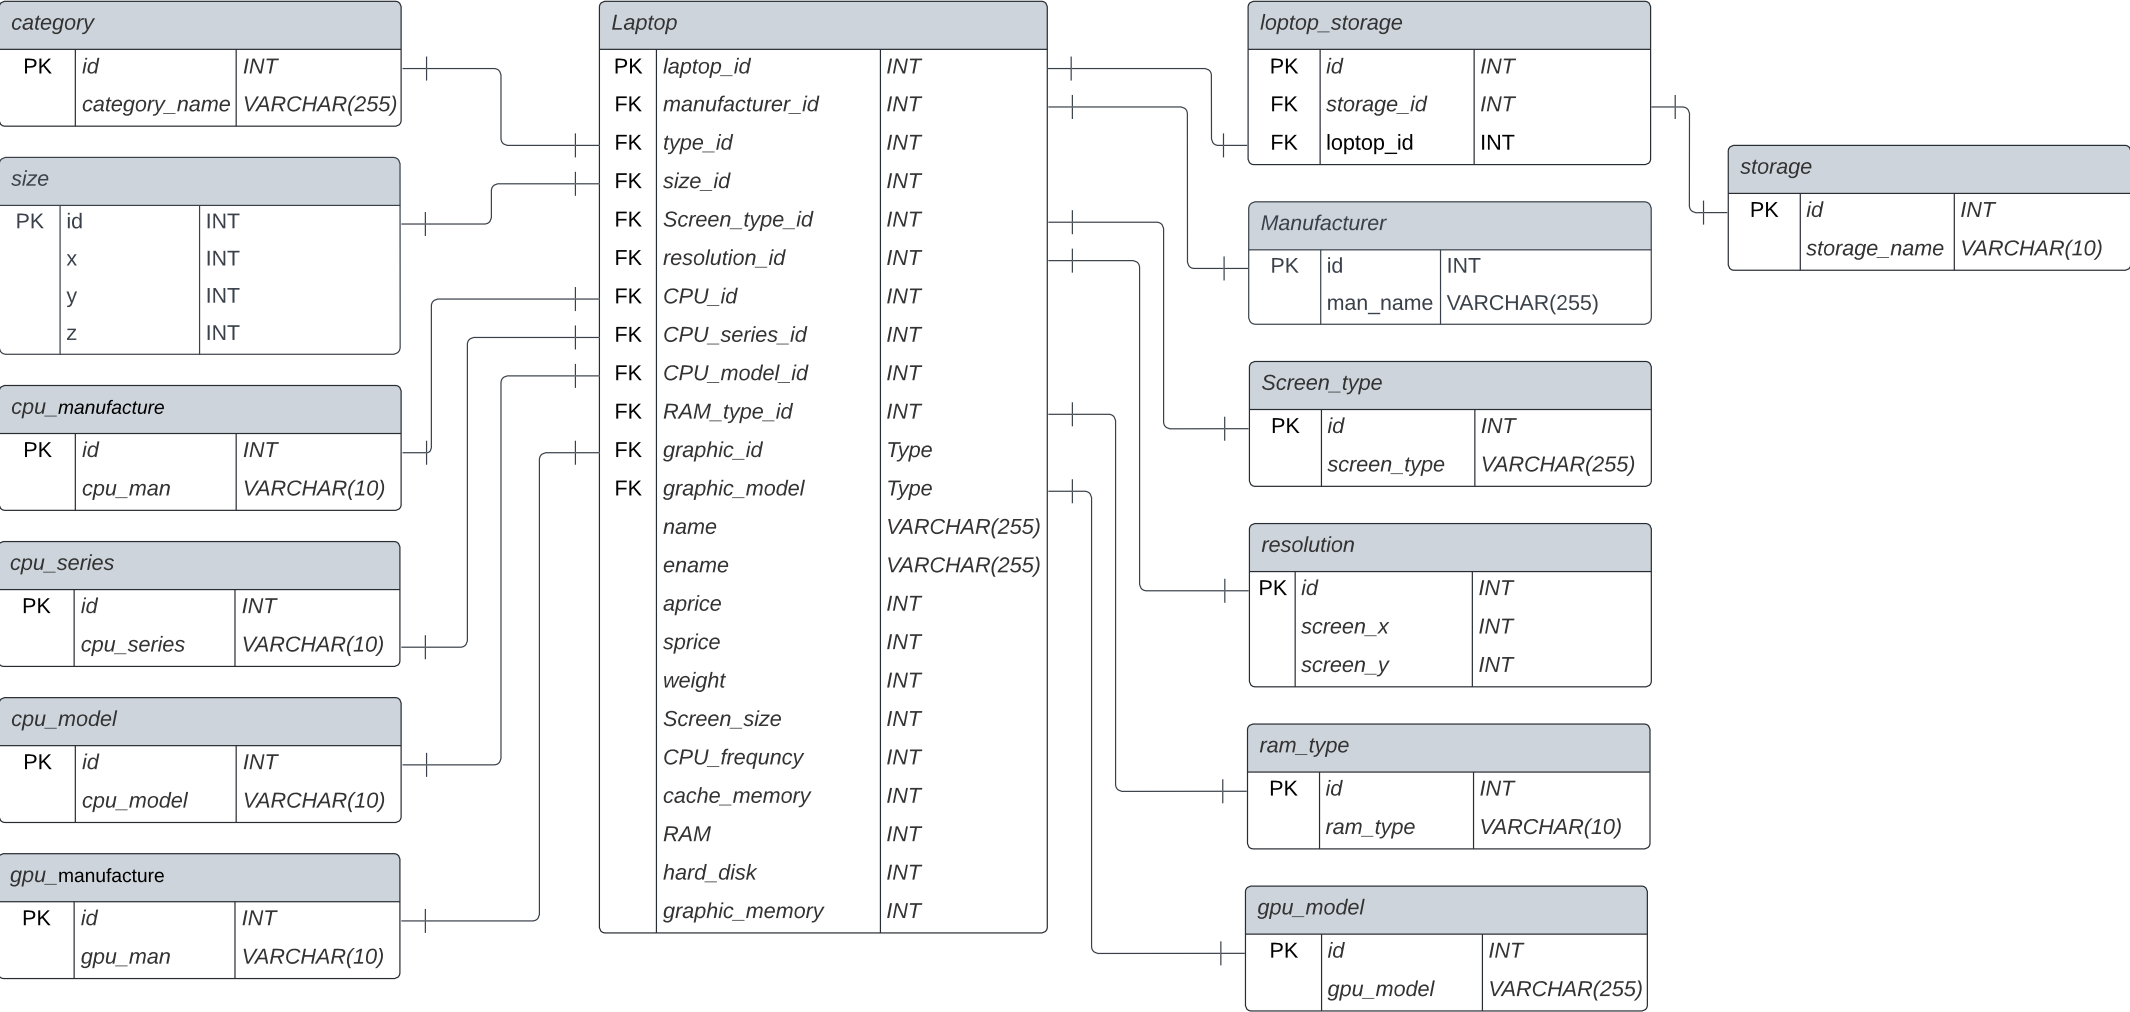 category
PK id INT
category_name VARCHAR(255)
size
PK id INT
x INT
y INT
z INT
cpu_manufacture
PK id INT
cpu_man VARCHAR(10)
cpu_series
PK id INT
cpu_series VARCHAR(10)
cpu_model
PK id INT
cpu_model VARCHAR(10)
gpu_manufacture
PK id INT
gpu_man VARCHAR(10)
Laptop
PK laptop_id INT
FK manufacturer_id INT
FK type_id INT
FK size_id INT
FK Screen_type_id INT
FK resolution_id INT
FK CPU_id INT
FK CPU_series_id INT
FK CPU_model_id INT
FK RAM_type_id INT
FK graphic_id Type
FK graphic_model Type
name VARCHAR(255)
ename VARCHAR(255)
aprice INT
sprice INT
weight INT
Screen_size INT
CPU_frequncy INT
cache_memory INT
RAM INT
hard_disk INT
graphic_memory INT
loptop_storage
PK id INT
FK storage_id INT
FK loptop_id INT
Manufacturer
PK id INT
man_name VARCHAR(255)
Screen_type
PK id INT
screen_type VARCHAR(255)
resolution
PK id INT
screen_x INT
screen_y INT
ram_type
PK id INT
ram_type VARCHAR(10)
gpu_model
PK id INT
gpu_model VARCHAR(255)
storage
PK id INT
storage_name VARCHAR(10)